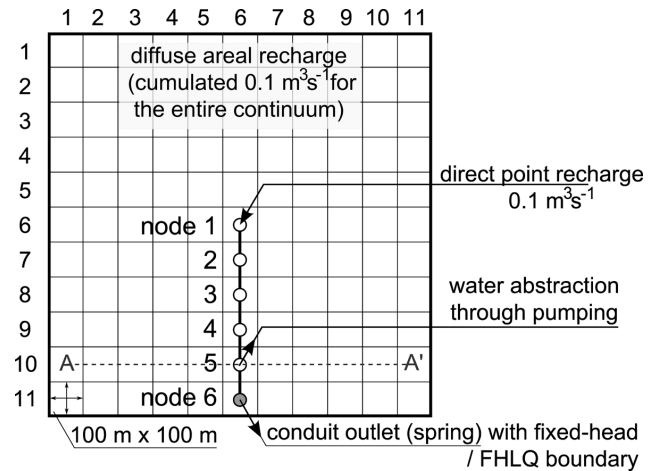 1 2 3 4 5 6 7 8 9 10 11
1
diffuse areal recharge
2
(cumulated 0.1 m³s⁻¹ for
3
the entire continuum)
4
5
direct point recharge
0.1 m³s⁻¹
6
node 1
7
2
8
3
water abstraction
through pumping
9
4
10
A
5
A'
11
node 6
100 m x 100 m
conduit outlet (spring) with fixed-head
/ FHLQ boundary